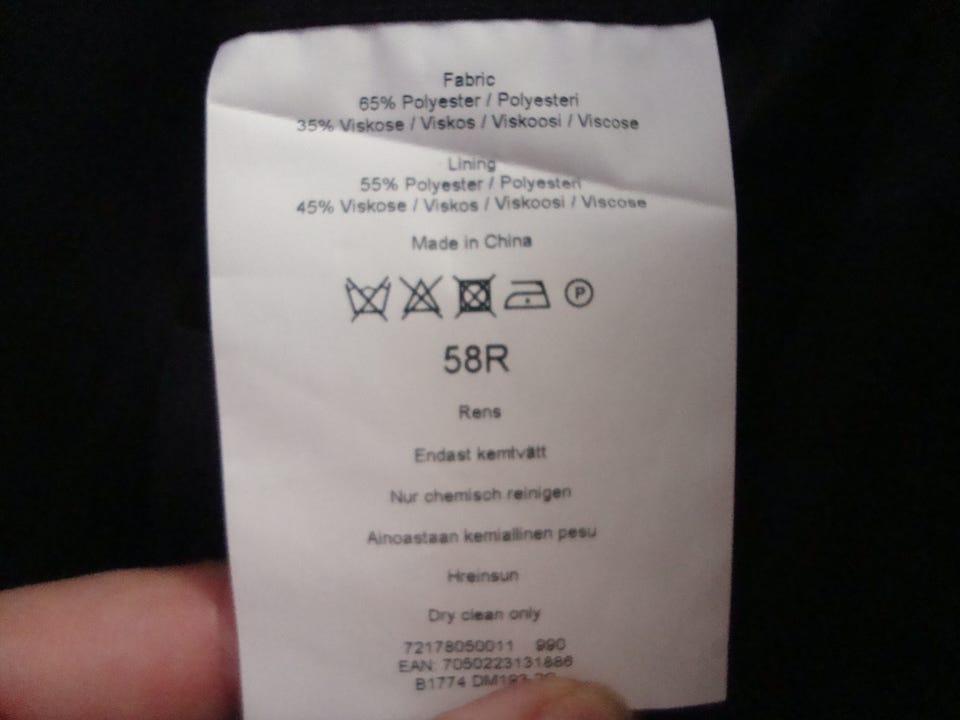 Fabric
65% Polyester / Polyesteri
35% Viskose / Viskos / Viskoosi / Viscose
Lining
55% Polyester / Polyesteri
45% Viskose / Viskos / Viskoosi / Viscose
Made in China
P
58R
Rens
Endast kemtvätt
Nur chemisch reinigen
Ainoastaan kemiallinen pesu
Hreinsun
Dry clean only
72178050011 990
EAN: 7050223131886
B1774